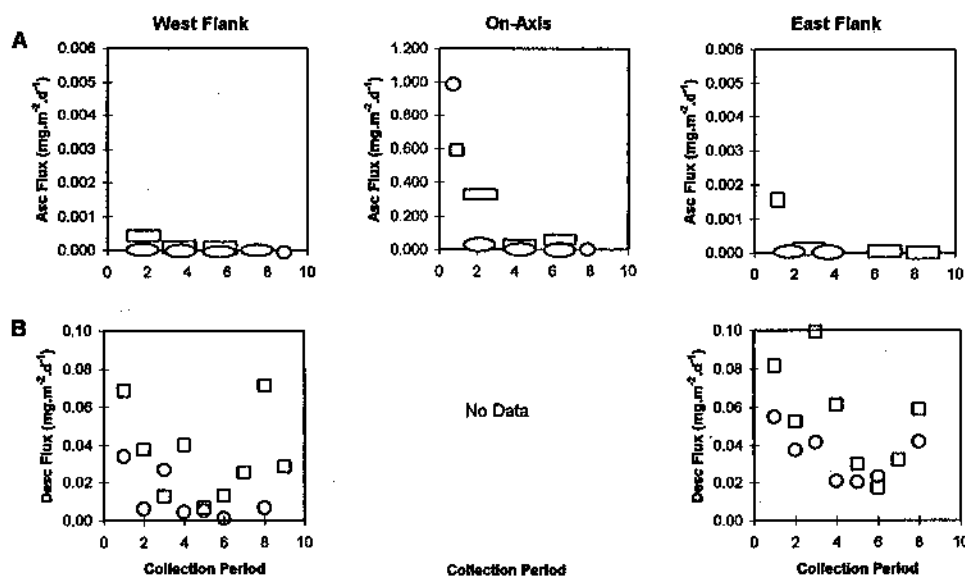 West Flank
On-Axis
East Flank
A
Asc Flux (mg.m-2.d-1)
0.006
0.005
0.004
0.003
0.002
0.001
0.000
0 2 4 6 8 10
Asc Flux (mg.m-2.d-1)
1.200
1.000
0.800
0.600
0.400
0.200
0.000
0 2 4 6 8 10
Asc Flux (mg.m-2.d-1)
0.006
0.005
0.004
0.003
0.002
0.001
0.000
0 2 4 6 8 10
B
Desc Flux (mg.m-2.d-1)
0.10
0.08
0.06
0.04
0.02
0.00
0 2 4 6 8 10
Collection Period
No Data
Collection Period
Desc Flux (mg.m-2.d-1)
0.10
0.08
0.06
0.04
0.02
0.00
0 2 4 6 8 10
Collection Period